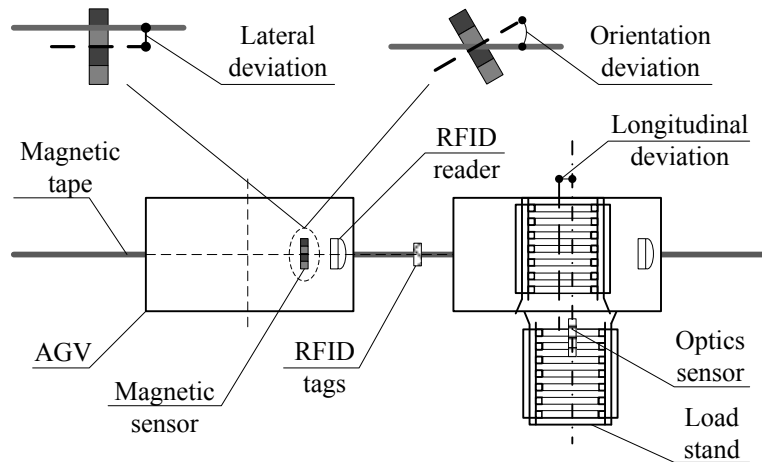 Lateral
deviation
Orientation
deviation
Magnetic
tape
RFID
reader
Longitudinal
deviation
AGV
Magnetic
sensor
RFID
tags
Optics
sensor
Load
stand